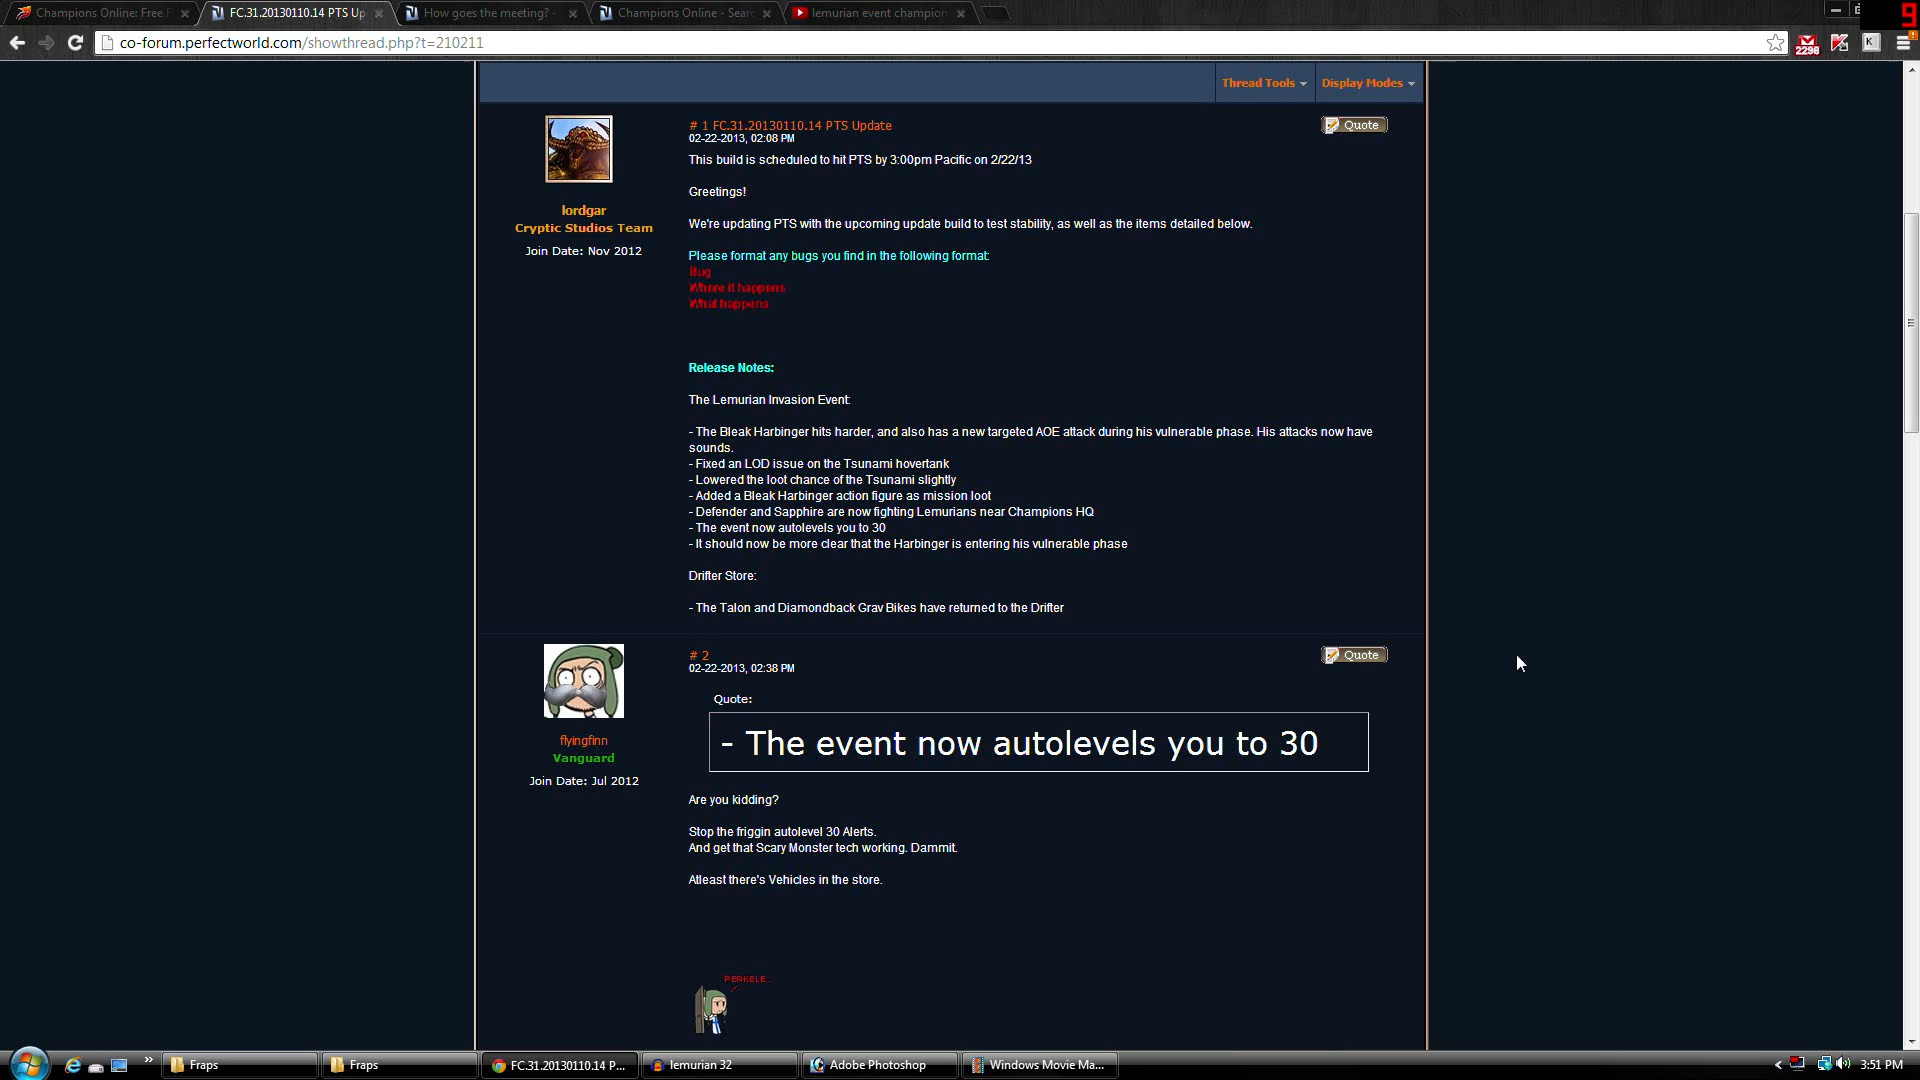 Champions Online: Free F
FC.31.20130110.14 PTS Up
How goes the meeting? -
Champions Online - Sear
lemurian event champion
9
co-forum.perfectworld.com/showthread.php?t=210211
2296
K
Thread Tools
Display Modes
# 1 FC.31.20130110.14 PTS Update
Quote
02-22-2013, 02:08 PM
This build is scheduled to hit PTS by 3:00pm Pacific on 2/22/13
Greetings!
lordgar
Cryptic Studios Team
Join Date: Nov 2012
We're updating PTS with the upcoming update build to test stability, as well as the items detailed below.
Please format any bugs you find in the following format:
Bug
Where it happens
What happens
Release Notes:
The Lemurian Invasion Event:
- The Bleak Harbinger hits harder, and also has a new targeted AOE attack during his vulnerable phase. His attacks now have
sounds.
- Fixed an LOD issue on the Tsunami hovertank
- Lowered the loot chance of the Tsunami slightly
- Added a Bleak Harbinger action figure as mission loot
- Defender and Sapphire are now fighting Lemurians near Champions HQ
- The event now autolevels you to 30
- It should now be more clear that the Harbinger is entering his vulnerable phase
Drifter Store:
- The Talon and Diamondback Grav Bikes have returned to the Drifter
# 2
Quote
02-22-2013, 02:38 PM
Quote:
- The event now autolevels you to 30
flyingfinn
Vanguard
Join Date: Jul 2012
Are you kidding?
Stop the friggin autolevel 30 Alerts.
And get that Scary Monster tech working. Dammit.
Atleast there's Vehicles in the store.
PERKELE...
Fraps
Fraps
FC.31.20130110.14 P...
lemurian 32
Adobe Photoshop
Windows Movie Ma...
3:51 PM